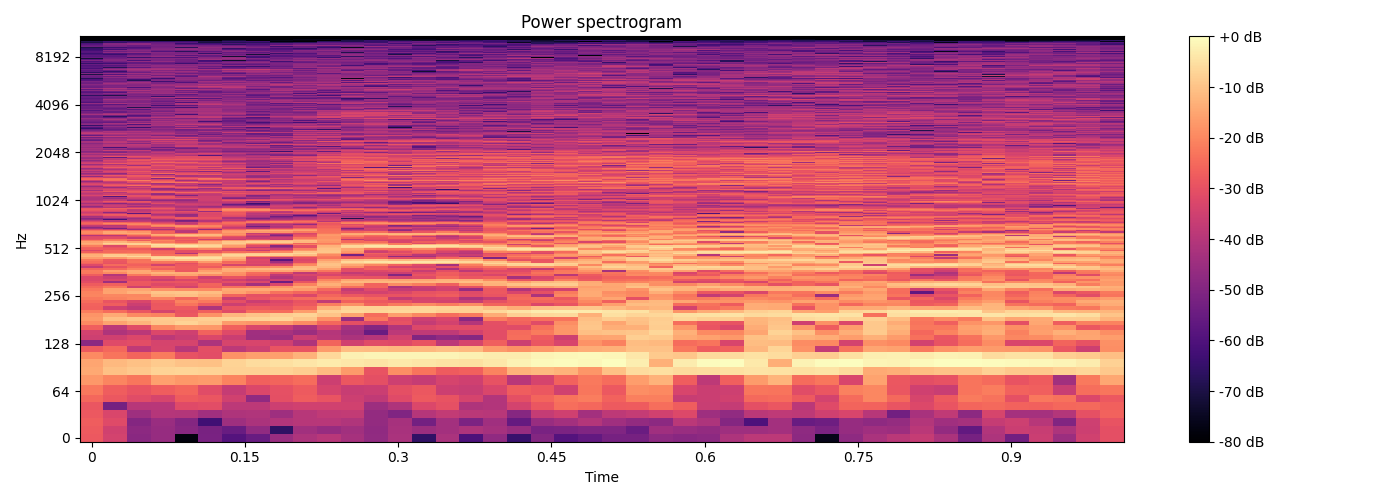 Power spectrogram
Hz
8192
4096
2048
1024
512
256
128
64
0
0 0.15 0.3 0.45 0.6 0.75 0.9
Time
+0 dB
-10 dB
-20 dB
-30 dB
-40 dB
-50 dB
-60 dB
-70 dB
-80 dB